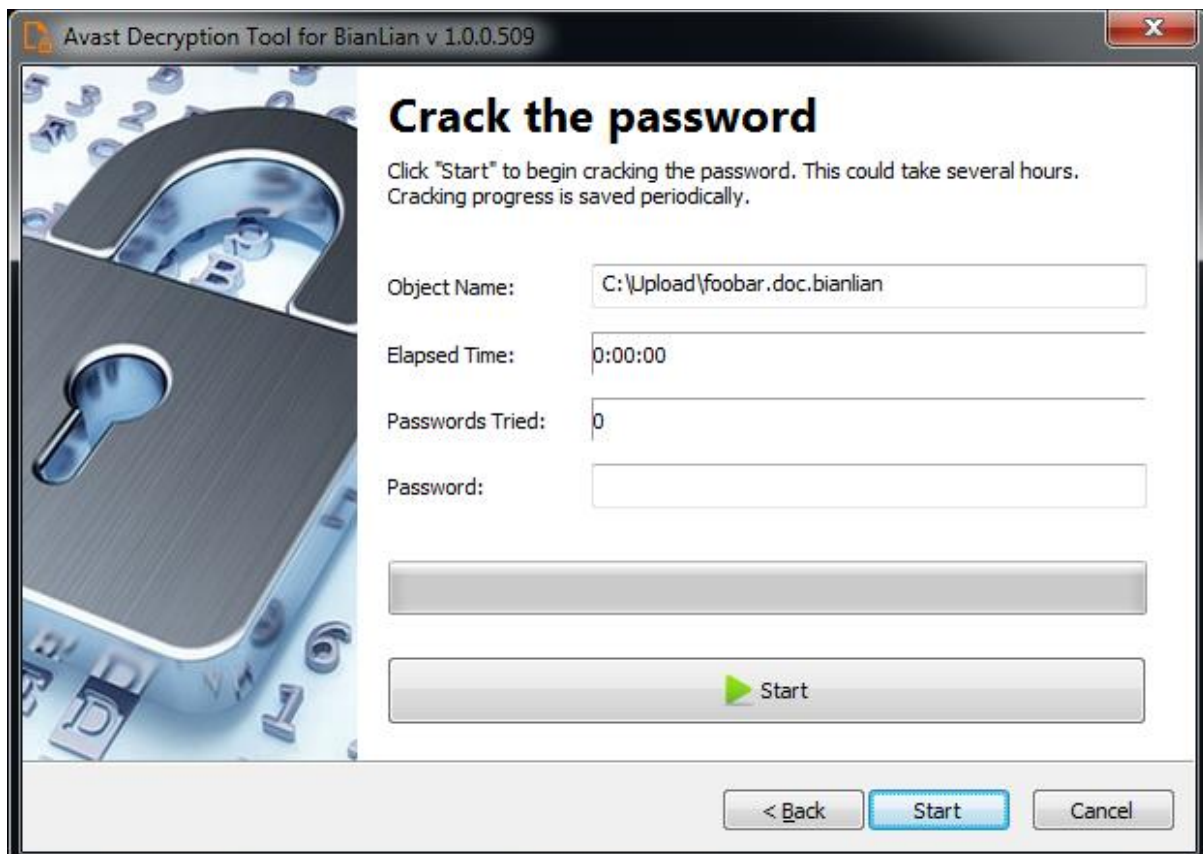 Avast Decryption Tool for BianLian v 1.0.0.509
Crack the password
Click "Start" to begin cracking the password. This could take several hours.
Cracking progress is saved periodically.
Object Name: C:\Upload\foobar.doc.bianlian
Elapsed Time: 0:00:00
Passwords Tried: 0
Password:
Start
< Back Start Cancel